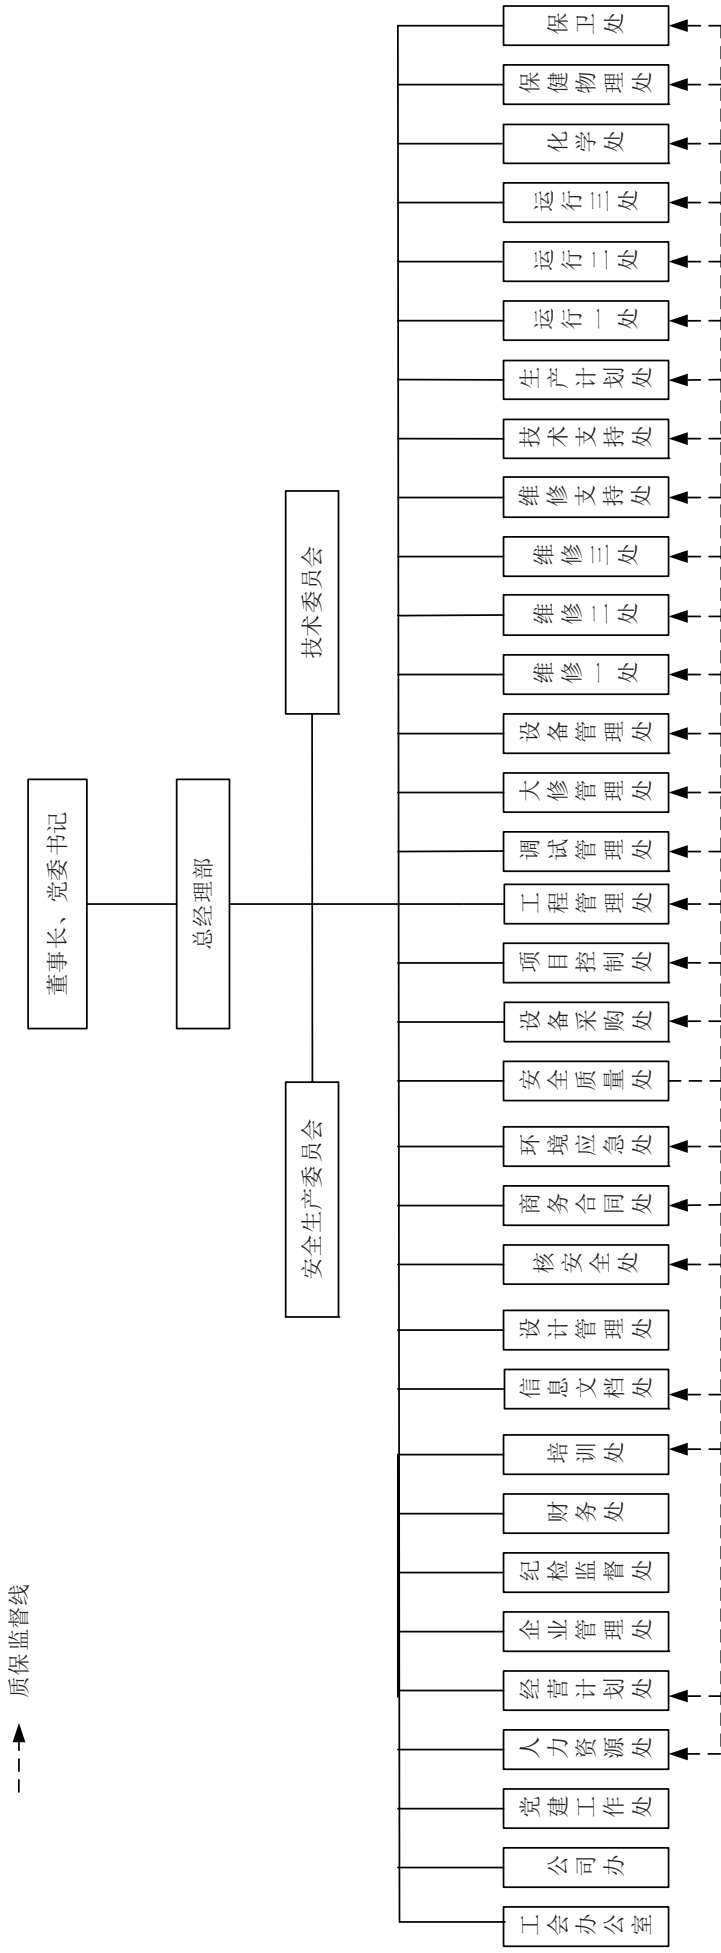 质保监督线
董事长、党委书记
总经理部
安全生产委员会
技术委员会
工会办公室
公司办
党建工作处
人力资源处
经营计划处
企业管理处
纪检监督处
财务处
培训处
信息文档处
设计管理处
核安全处
商务合同处
环境应急处
安全质量处
设备采购处
项目控制处
工程管理处
调试管理处
大修管理处
设备管理处
维修一处
维修二处
维修三处
维修支持处
技术支持处
生产计划处
运行一处
运行二处
运行三处
化学处
保健物理处
保卫处